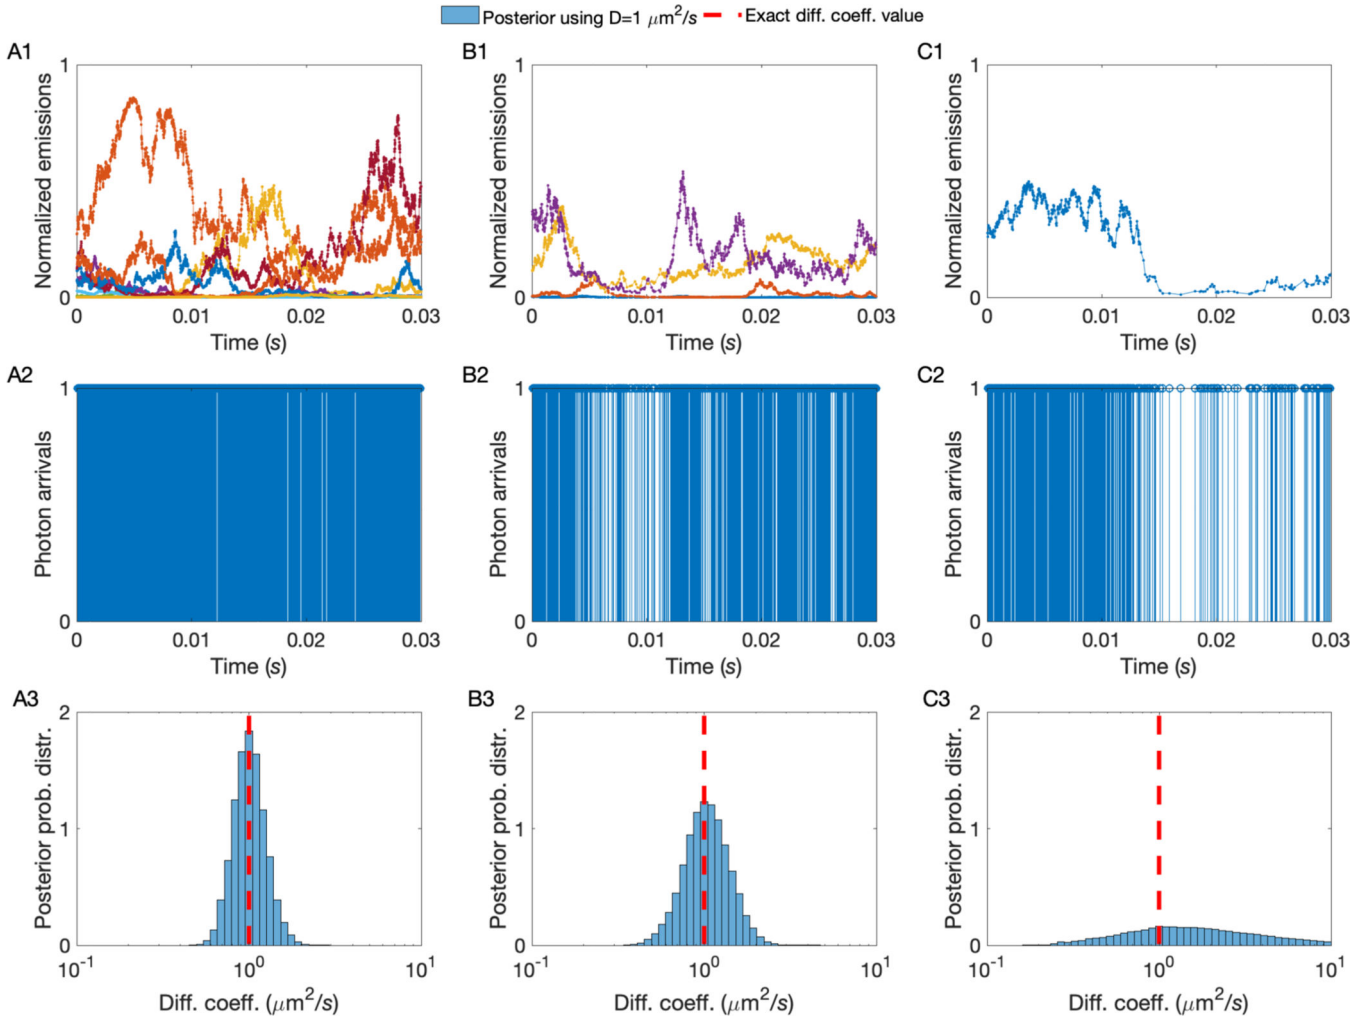 Posterior using D=1 μm²/s Exact diff. coeff. value
A1 B1 C1
1 1 1
Normalized emissions Normalized emissions Normalized emissions
0 0 0
0 0.01 0.02 0.03 0 0.01 0.02 0.03 0 0.01 0.02 0.03
Time (s) Time (s) Time (s)
A2 B2 C2
1 1 1
Photon arrivals Photon arrivals Photon arrivals
0 0 0
0 0.01 0.02 0.03 0 0.01 0.02 0.03 0 0.01 0.02 0.03
Time (s) Time (s) Time (s)
A3 B3 C3
2 2 2
Posterior prob. distr. Posterior prob. distr. Posterior prob. distr.
1 1 1
0 0 0
10⁻¹ 10⁰ 10¹ 10⁻¹ 10⁰ 10¹ 10⁻¹ 10⁰ 10¹
Diff. coeff. (μm²/s) Diff. coeff. (μm²/s) Diff. coeff. (μm²/s)